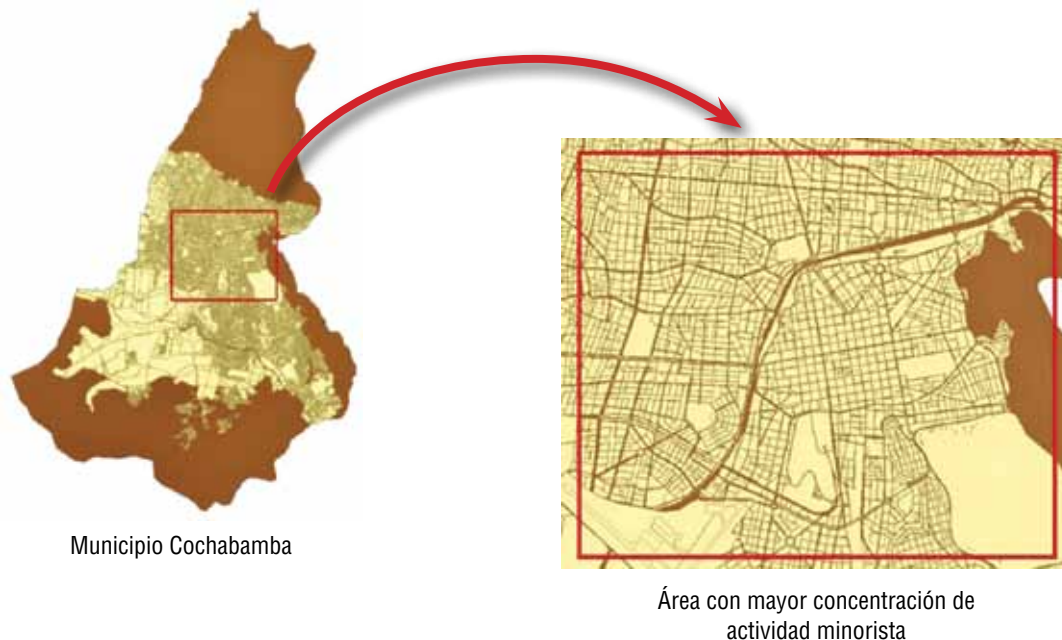 Municipio Cochabamba
Área con mayor concentración de
actividad minorista